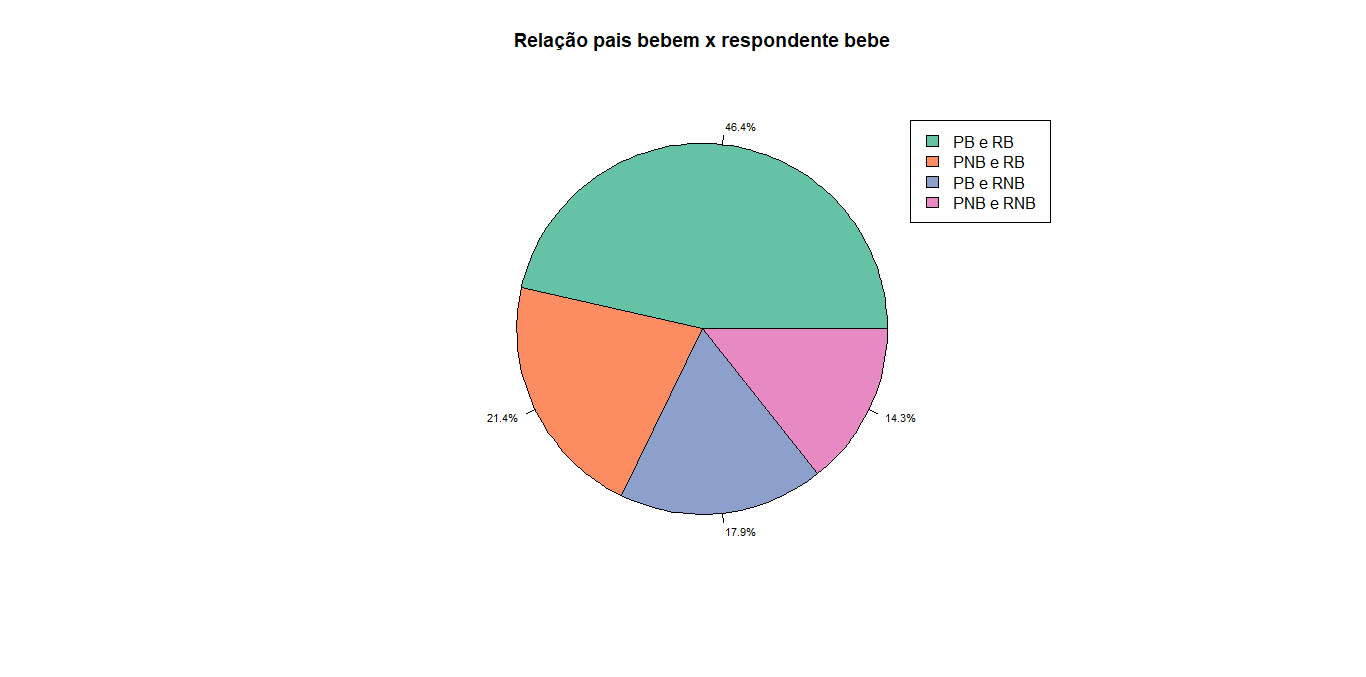 Relação pais bebem x respondente bebe
46.4%
PB e RB
PNB e RB
PB e RNB
PNB e RNB
21.4%
14.3%
17.9%